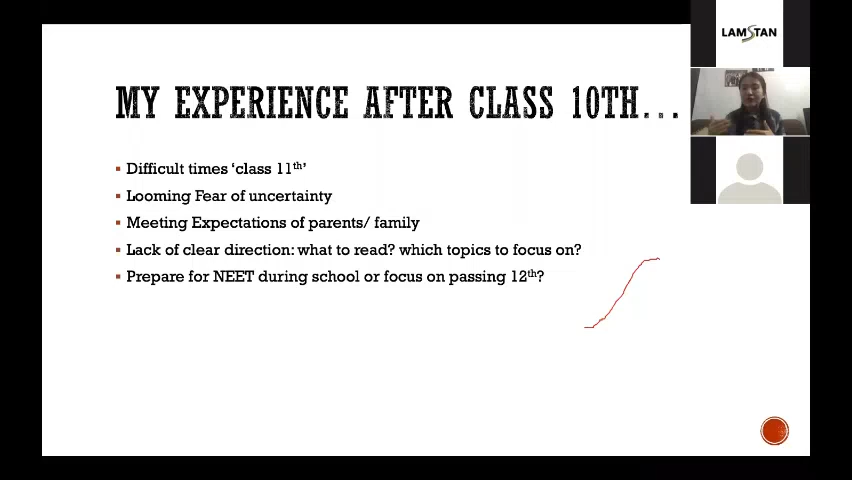 LAMSTAN
MY EXPERIENCE AFTER CLASS 10TH...
Difficult times ‘class 11th’
Looming Fear of uncertainty
Meeting Expectations of parents/ family
Lack of clear direction: what to read? which topics to focus on?
Prepare for NEET during school or focus on passing 12th?